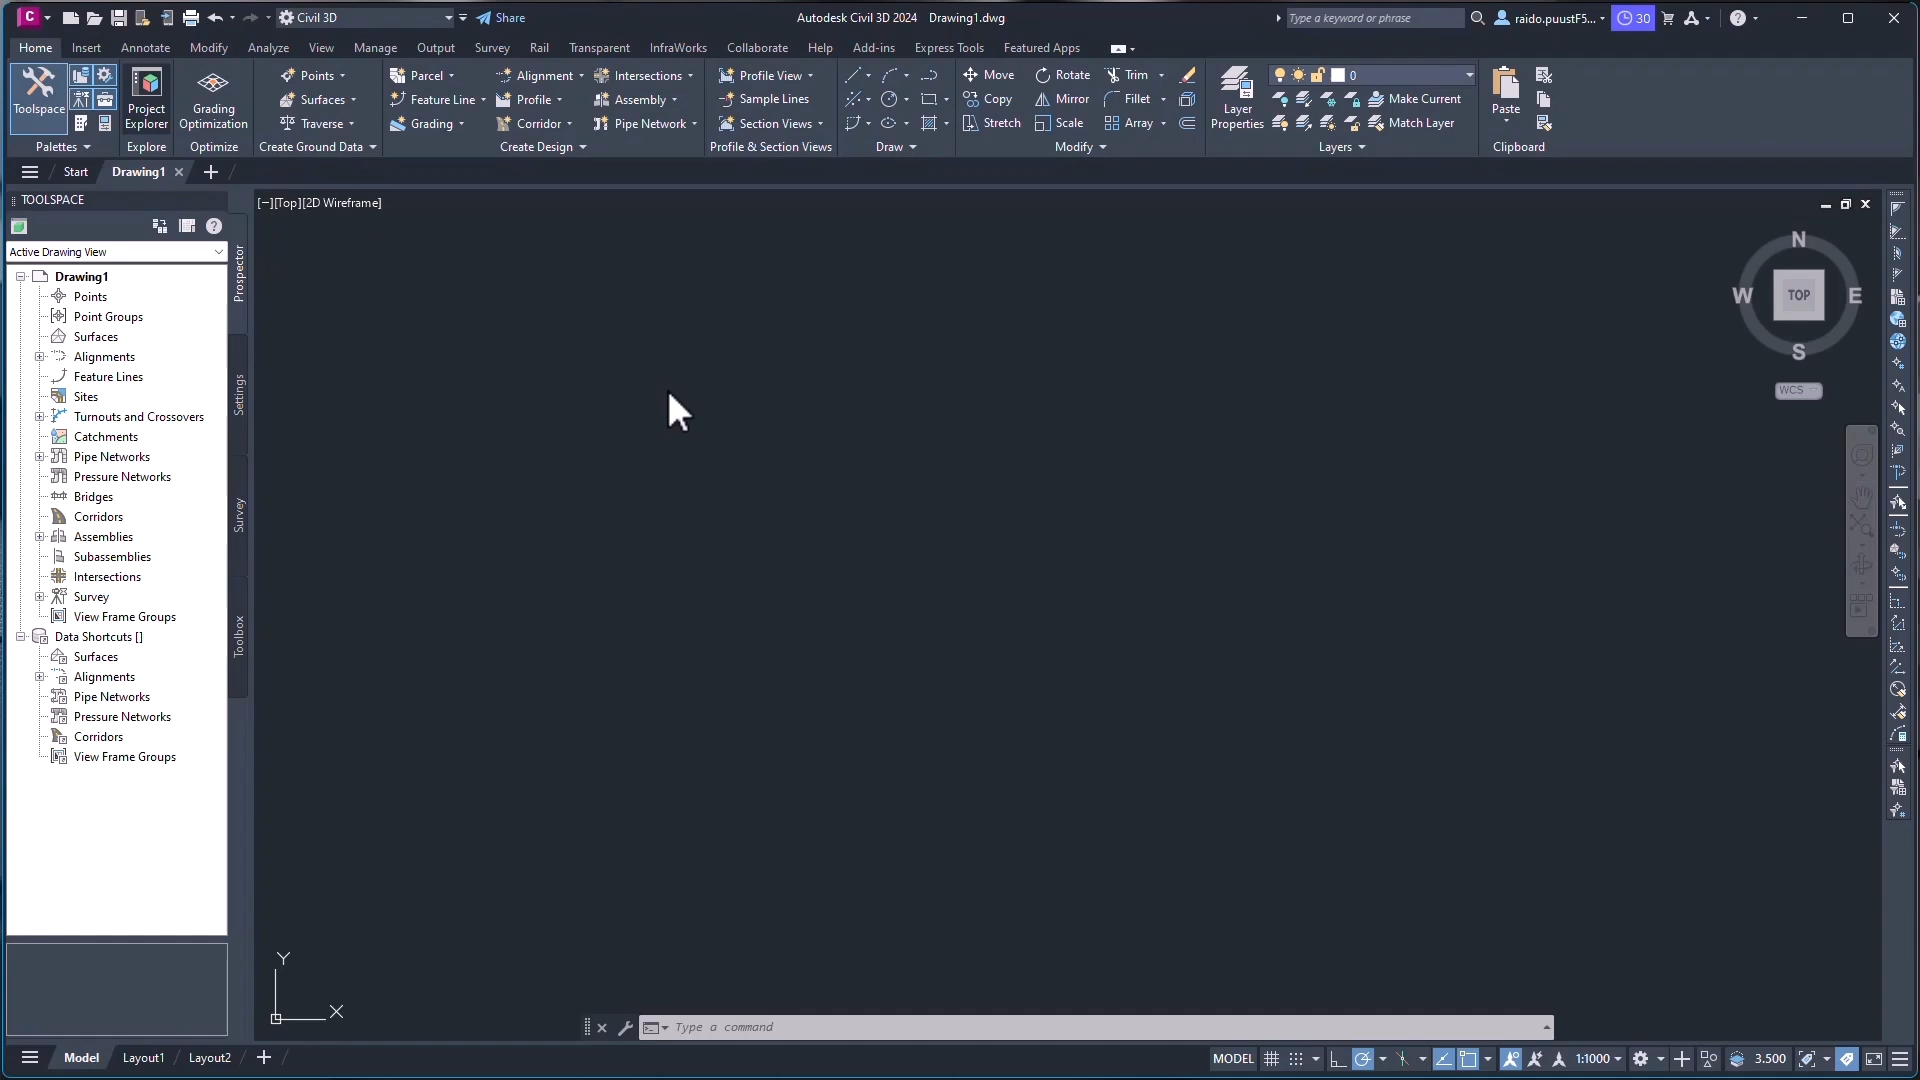 C
Civil 3D
Share
Autodesk Civil 3D 2024 Drawing1.dwg
Type a keyword or phrase
raido.puustF5...
30
Home Insert Annotate Modify Analyze View Manage Output Survey Rail Transparent InfraWorks Collaborate Help Add-ins Express Tools Featured Apps
Toolspace
Palettes
Project Explorer
Explore
Grading Optimization
Optimize
Points
Surfaces
Traverse
Create Ground Data
Parcel
Feature Line
Grading
Alignment
Profile
Corridor
Intersections
Assembly
Pipe Network
Create Design
Profile View
Sample Lines
Section Views
Profile & Section Views
Draw
Move
Copy
Stretch
Rotate
Mirror
Scale
Trim
Fillet
Array
Modify
Layer Properties
0
Make Current
Match Layer
Layers
Paste
Clipboard
Start
Drawing1
TOOLSPACE
Active Drawing View
Drawing1
Points
Point Groups
Surfaces
Alignments
Feature Lines
Sites
Turnouts and Crossovers
Catchments
Pipe Networks
Pressure Networks
Bridges
Corridors
Assemblies
Subassemblies
Intersections
Survey
View Frame Groups
Data Shortcuts []
Surfaces
Alignments
Pipe Networks
Pressure Networks
Corridors
View Frame Groups
Prospector
Settings
Survey
Toolbox
[−][Top][2D Wireframe]
N
W
TOP
E
S
WCS
Y
X
Type a command
Model
Layout1
Layout2
MODEL
1:1000
3.500